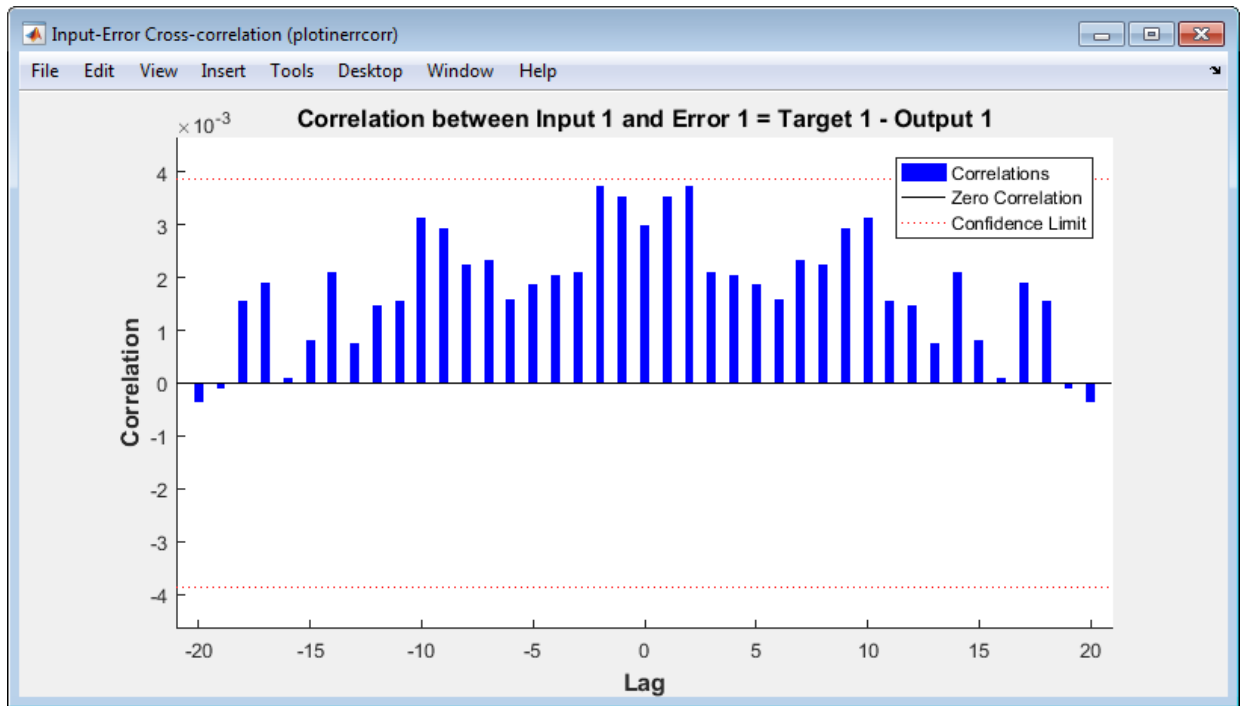 Input-Error Cross-correlation (plotinerrcorr)
File Edit View Insert Tools Desktop Window Help
×10-3
Correlation between Input 1 and Error 1 = Target 1 - Output 1
4
3
2
1
0
-1
-2
-3
-4
Correlation
Correlations
Zero Correlation
Confidence Limit
-20 -15 -10 -5 0 5 10 15 20
Lag